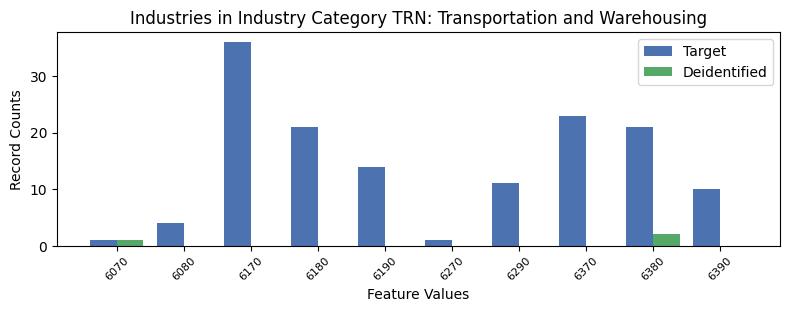 Industries in Industry Category TRN: Transportation and Warehousing
Target
Deidentified
Record Counts
30
20
10
0
6070 6080 6170 6180 6190 6270 6290 6370 6380 6390
Feature Values